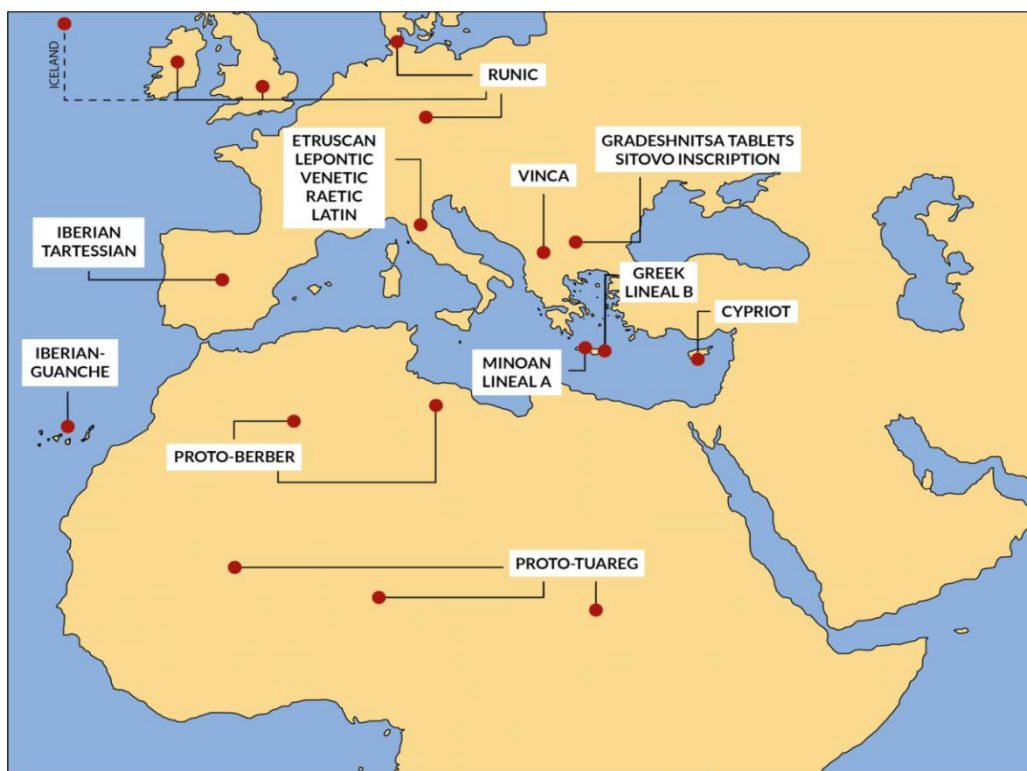 ICELAND
RUNIC
ETRUSCAN
LEPONTIC
VENETIC
RAETIC
LATIN
GRADESHNITSA TABLETS
SITOVO INSCRIPTION
VINCA
IBERIAN
TARTESSIAN
GREEK
LINEAL B
CYPRIOT
IBERIAN-
GUANCHE
MINOAN
LINEAL A
PROTO-BERBER
PROTO-TUAREG